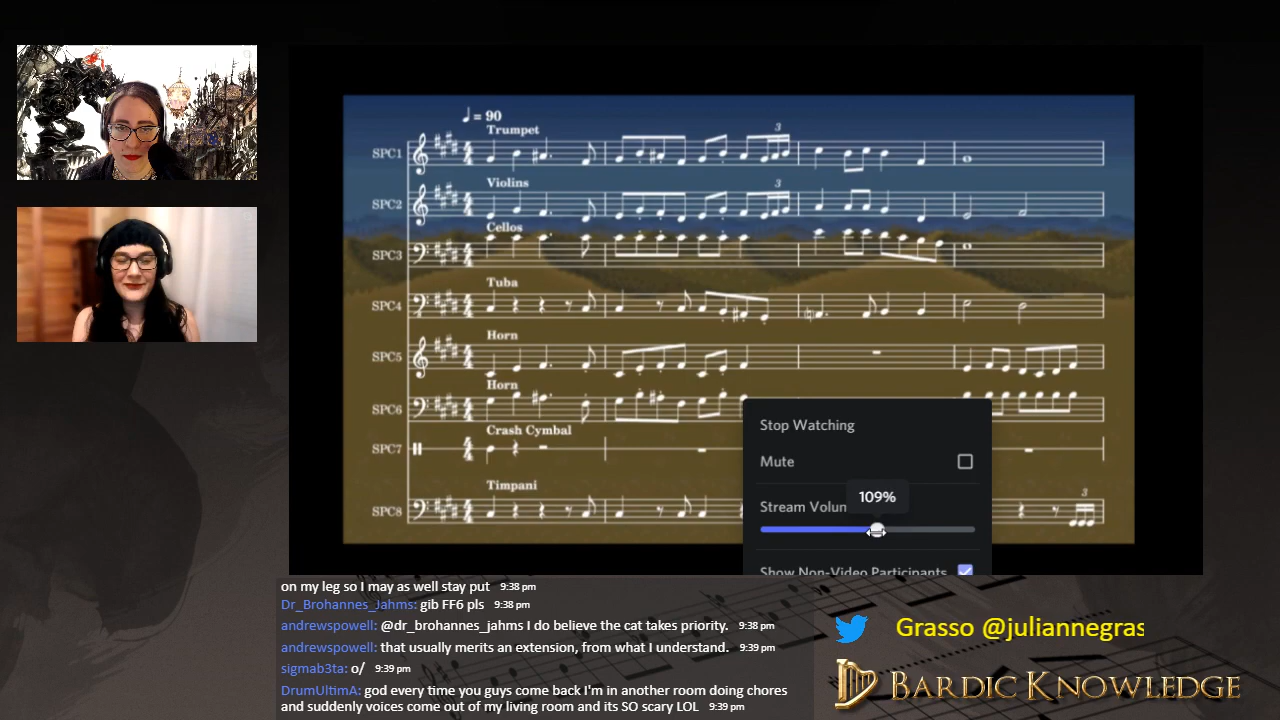 ♩ = 90
Trumpet
SPC1
3
Violins
SPC2
3
Cellos
SPC3
Tuba
SPC4
Horn
SPC5
Horn
SPC6
Crash Cymbal
SPC7
Timpani
SPC8
3
Stop Watching
Mute
109%
Stream Volum
Show Non-Video Participants
on my leg so I may as well stay put 9:38 pm
Dr_Brohannes_Jahms: gib FF6 pls 9:38 pm
andrewspowell: @dr_brohannes_jahms I do believe the cat takes priority. 9:38 pm
andrewspowell: that usually merits an extension, from what I understand. 9:39 pm
sigmab3ta: o/ 9:39 pm
DrumUltimA: god every time you guys come back I'm in another room doing chores
and suddenly voices come out of my living room and its SO scary LOL 9:39 pm
Grasso @juliannegras
BARDIC KNOWLEDGE